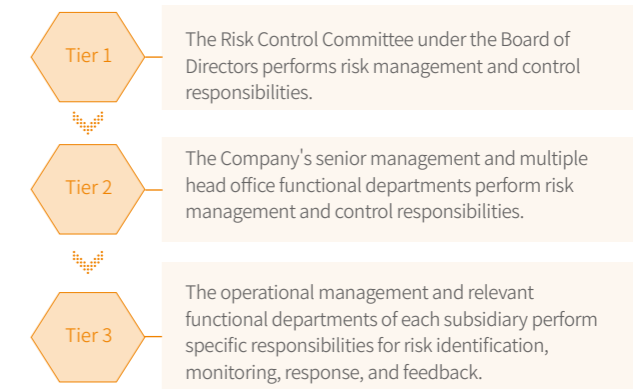 Tier 1
The Risk Control Committee under the Board of
Directors performs risk management and control
responsibilities.
Tier 2
The Company's senior management and multiple
head office functional departments perform risk
management and control responsibilities.
Tier 3
The operational management and relevant
functional departments of each subsidiary perform
specific responsibilities for risk identification,
monitoring, response, and feedback.